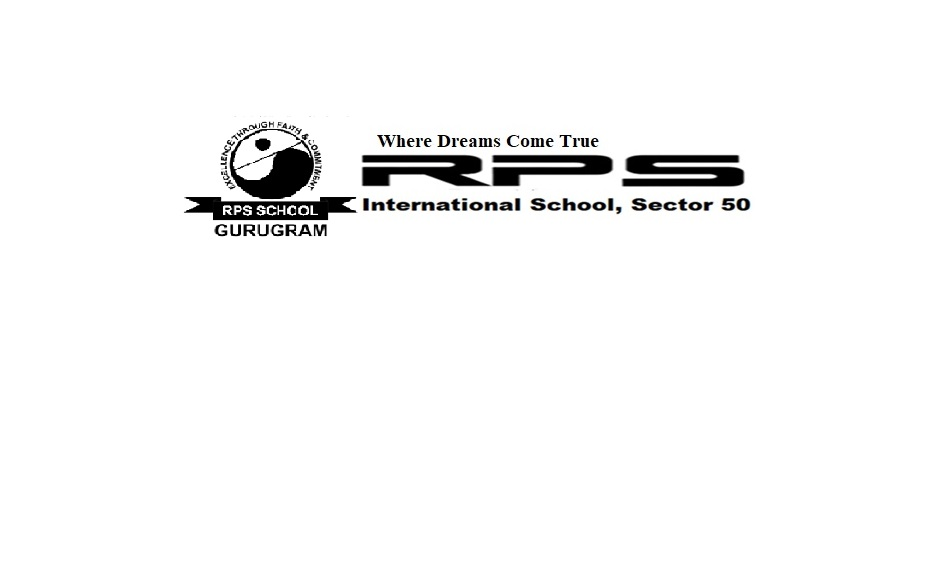 EXCELLENCE THROUGH FAITH & COMMITMENT
RPS SCHOOL
GURUGRAM
Where Dreams Come True
RPS
International School, Sector 50